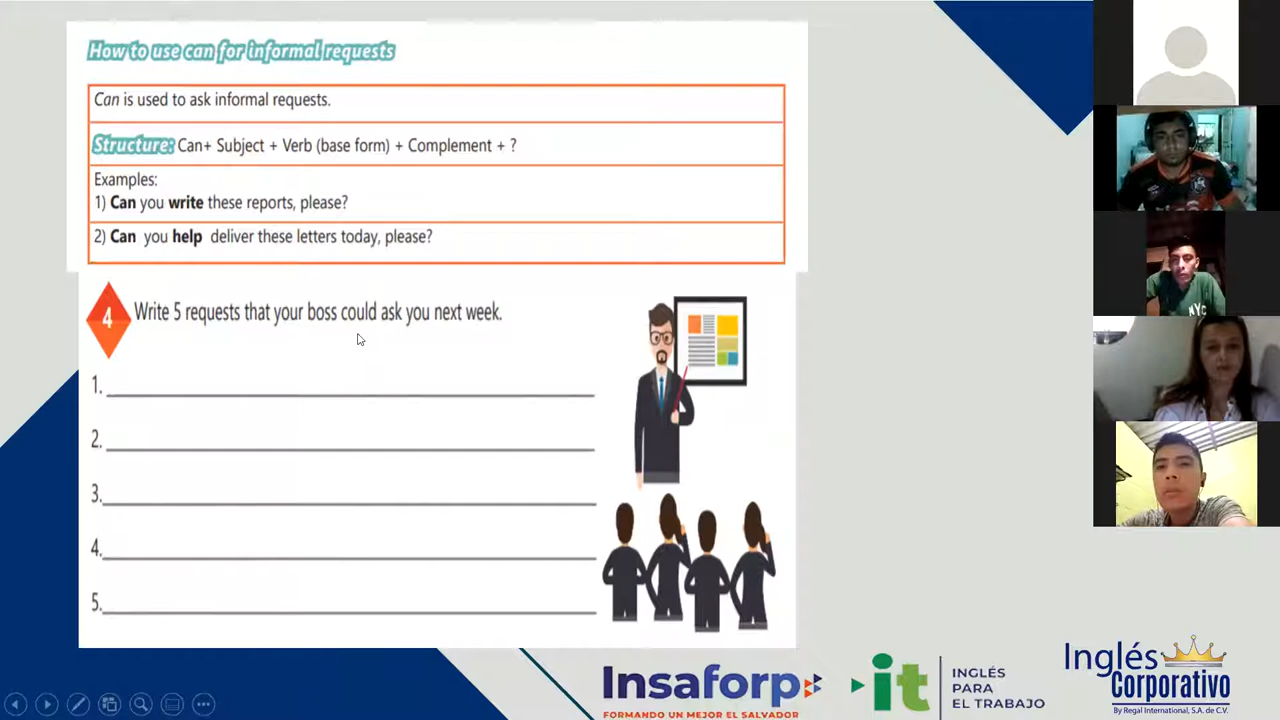 How to use can for informal requests
Can is used to ask informal requests.
Structure: Can+ Subject + Verb (base form) + Complement + ?
Examples:
1) Can you write these reports, please?
2) Can you help deliver these letters today, please?
4 Write 5 requests that your boss could ask you next week.
1.
2.
3.
4.
5.
NYC
Insaforp
FORMANDO UN MEJOR EL SALVADOR
it
INGLÉS
PARA
EL TRABAJO
Inglés
Corporativo
By Regal International, S.A. de C.V.